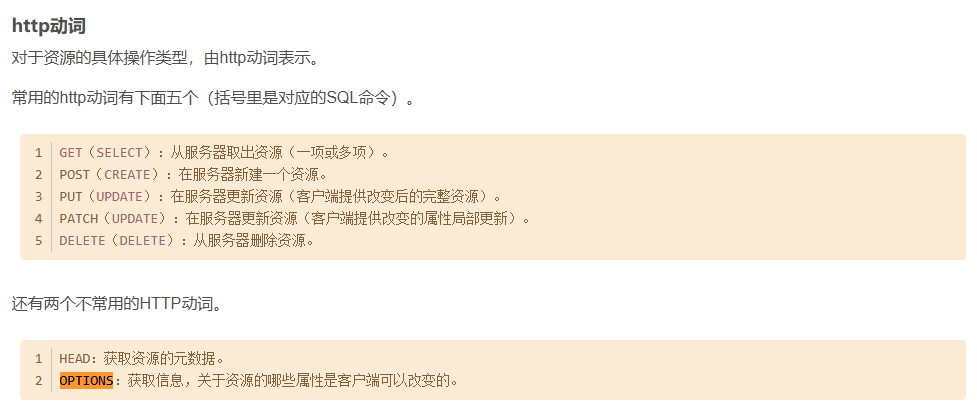 http动词
对于资源的具体操作类型，由http动词表示。
常用的http动词有下面五个（括号里是对应的SQL命令）。
1 GET（SELECT）：从服务器取出资源（一项或多项）。
2 POST（CREATE）：在服务器新建一个资源。
3 PUT（UPDATE）：在服务器更新资源（客户端提供改变后的完整资源）。
4 PATCH（UPDATE）：在服务器更新资源（客户端提供改变的属性局部更新）。
5 DELETE（DELETE）：从服务器删除资源。
还有两个不常用的HTTP动词。
1 HEAD：获取资源的元数据。
2 OPTIONS：获取信息，关于资源的哪些属性是客户端可以改变的。